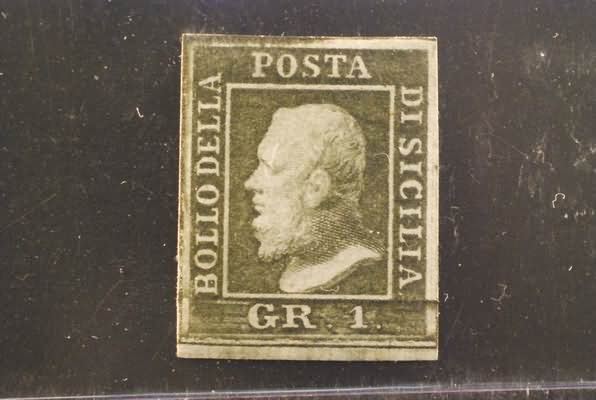 BOLLO DELLA
POSTA
DI SICILIA
GR. 1.